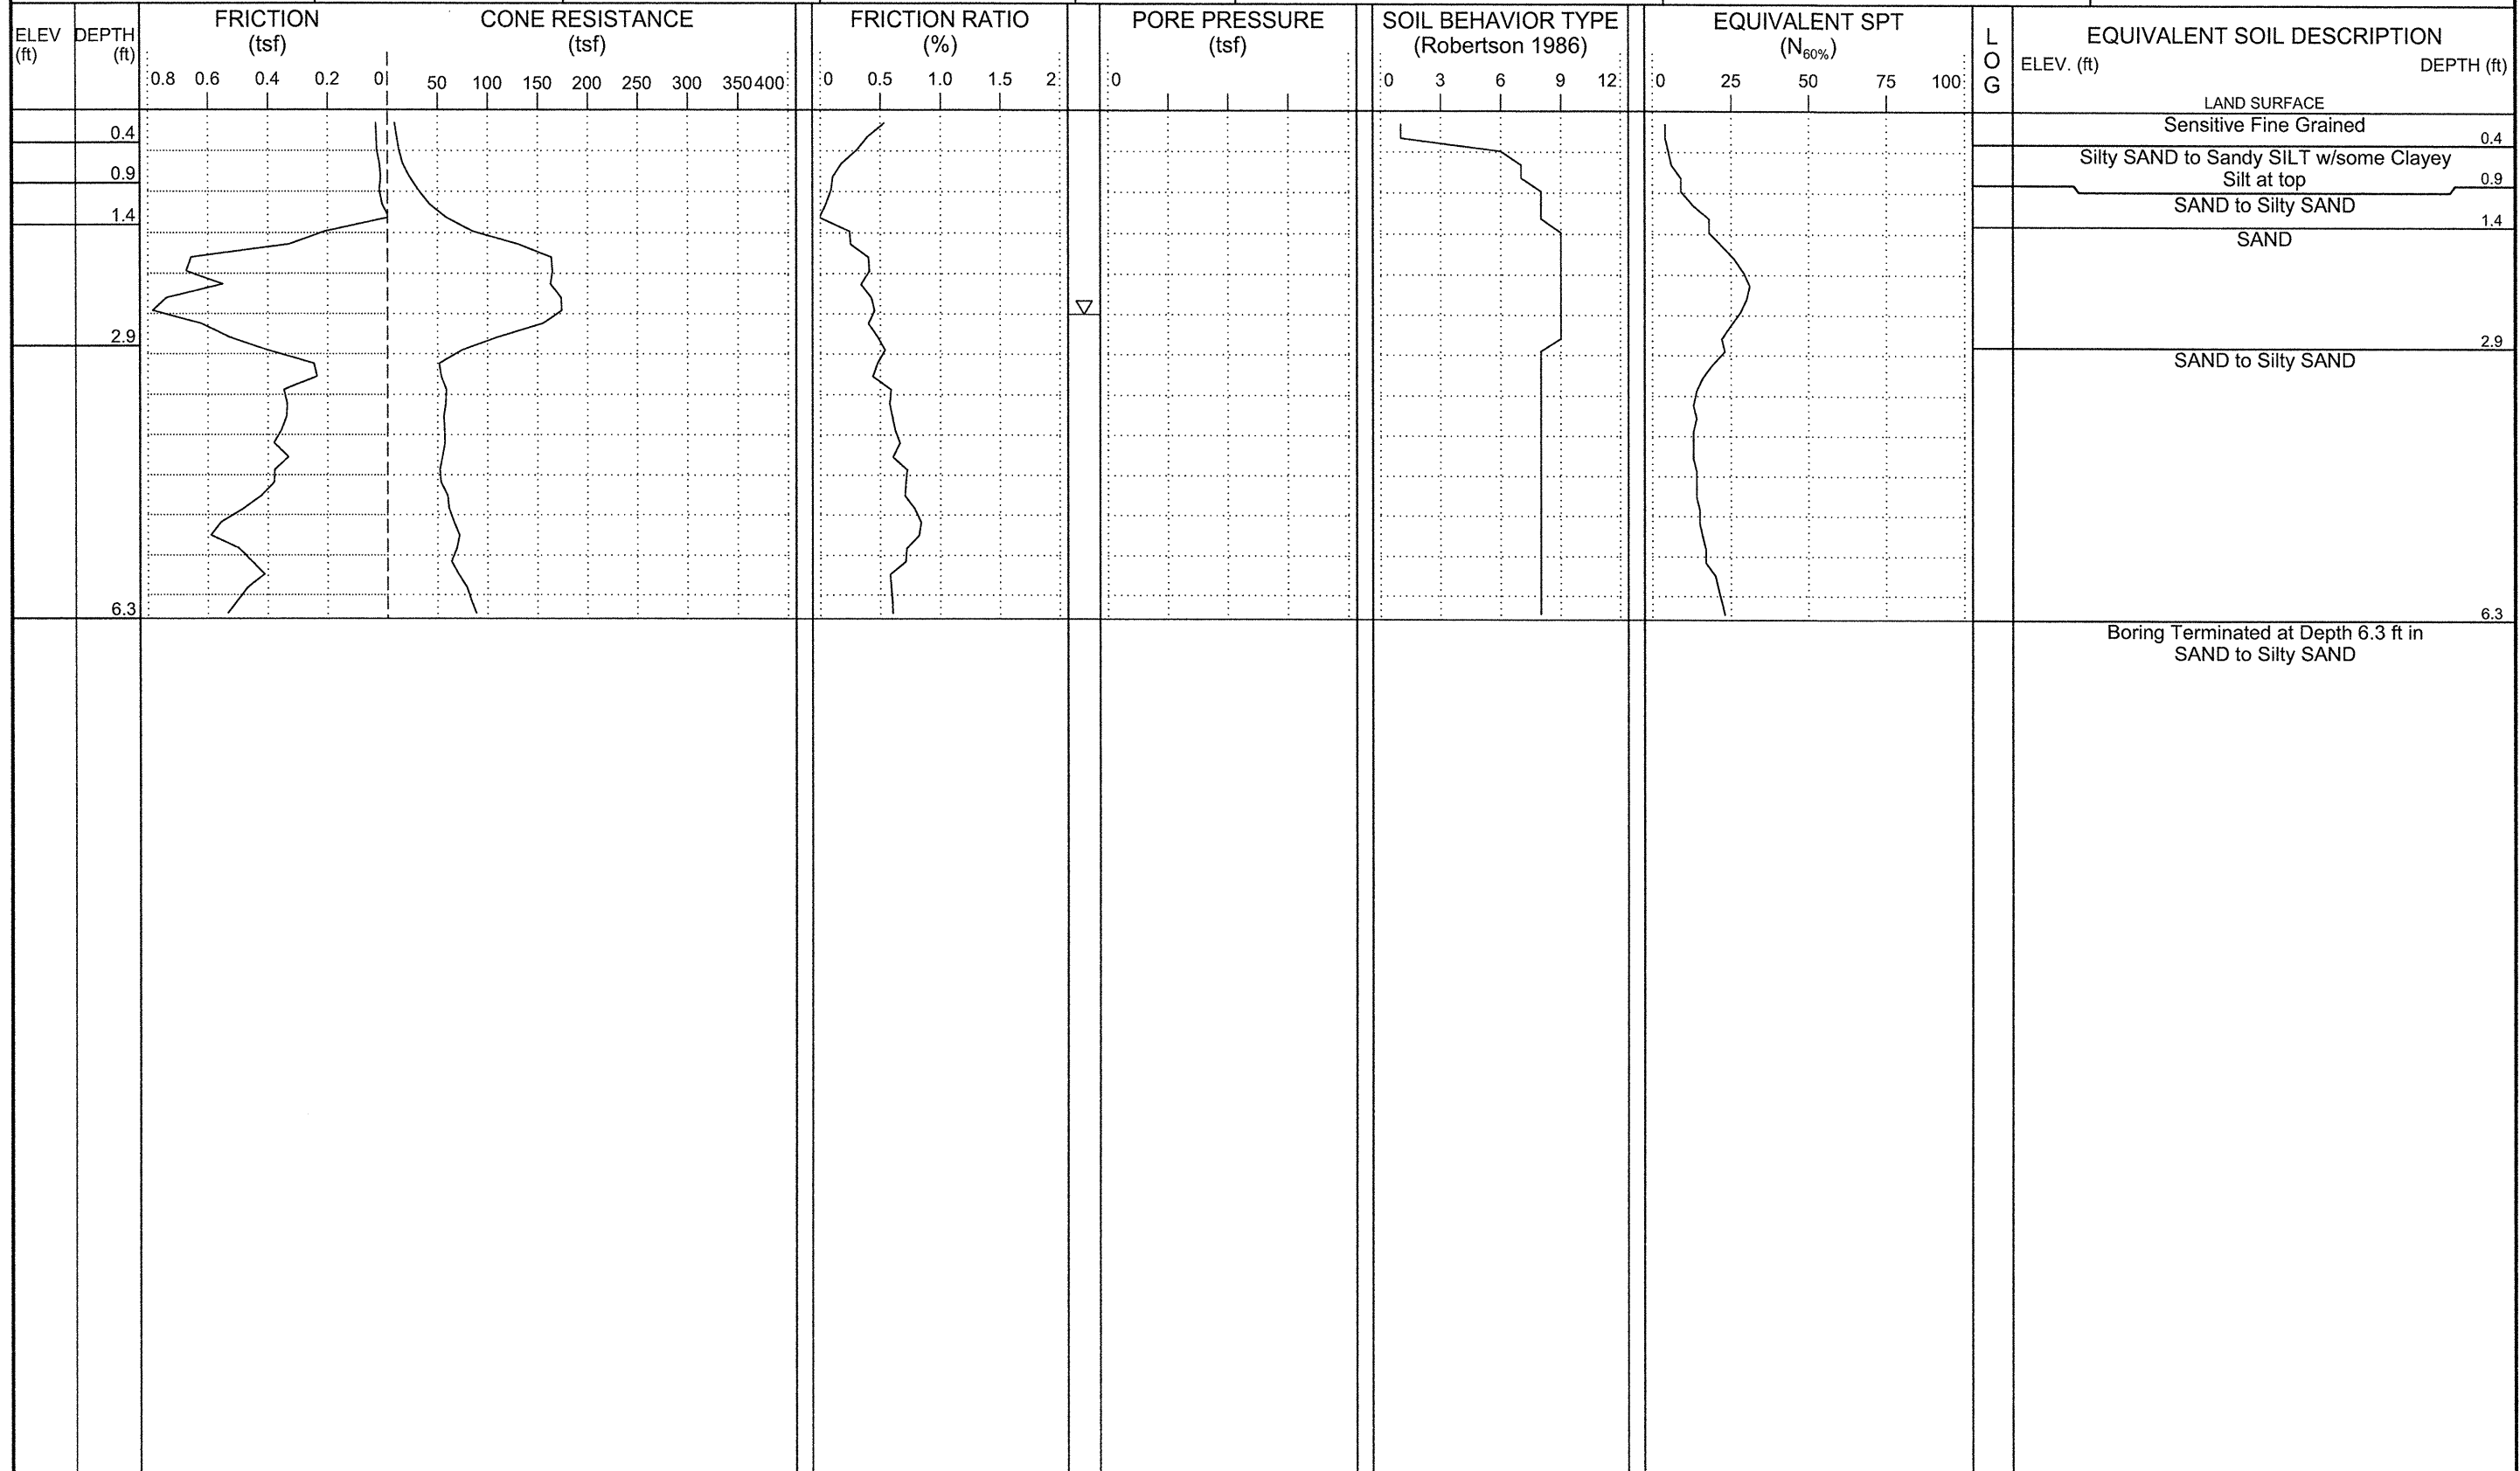 ELEV
(ft)
DEPTH
(ft)
FRICTION
(tsf)
0.8 0.6 0.4 0.2 0
CONE RESISTANCE
(tsf)
50 100 150 200 250 300 350 400
FRICTION RATIO
(%)
0 0.5 1.0 1.5 2
PORE PRESSURE
(tsf)
0
SOIL BEHAVIOR TYPE
(Robertson 1986)
0 3 6 9 12
EQUIVALENT SPT
(N60%)
0 25 50 75 100
L
O
G
EQUIVALENT SOIL DESCRIPTION
ELEV. (ft) DEPTH (ft)
LAND SURFACE
0.4
0.9
1.4
2.9
6.3
Sensitive Fine Grained
0.4
Silty SAND to Sandy SILT w/some Clayey
Silt at top 0.9
SAND to Silty SAND
1.4
SAND
2.9
SAND to Silty SAND
6.3
Boring Terminated at Depth 6.3 ft in
SAND to Silty SAND